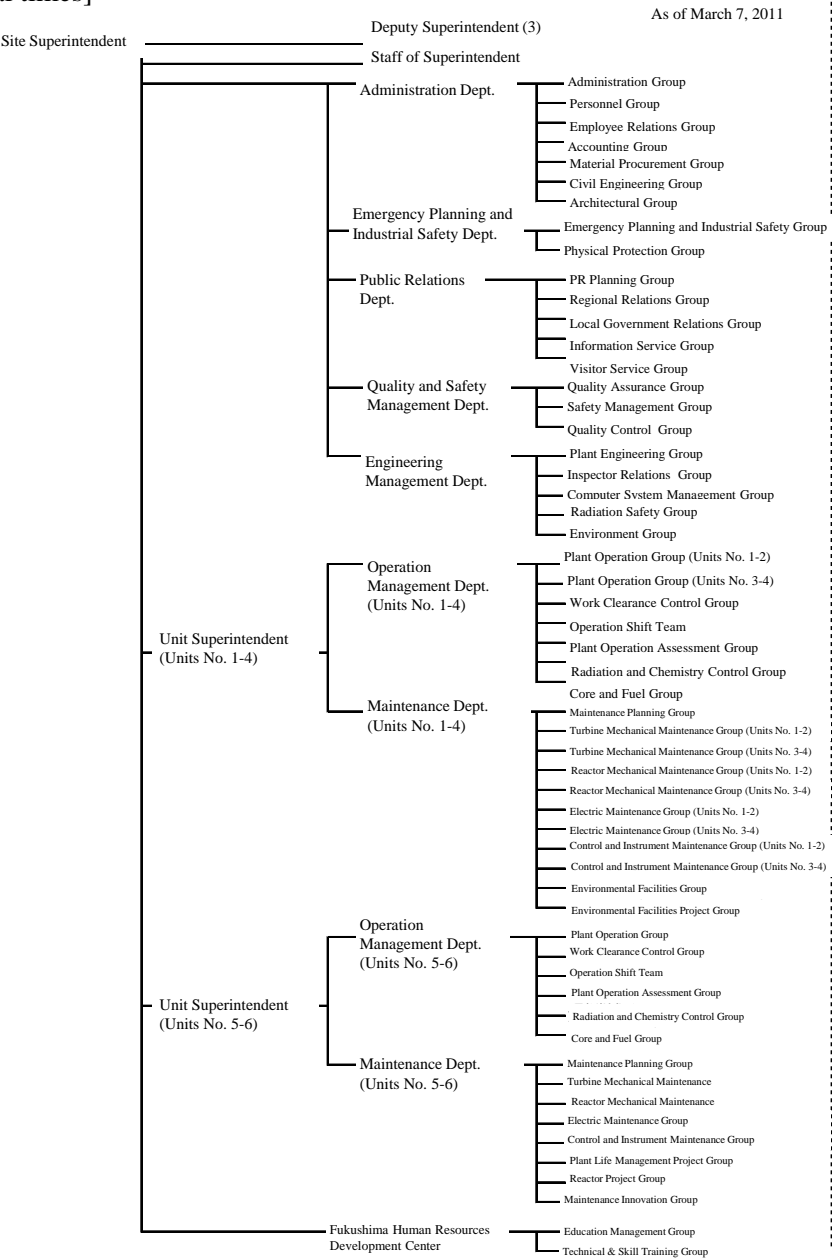 al times]
As of March 7, 2011
Deputy Superintendent (3)
Site Superintendent
Staff of Superintendent
Administration Dept.
Administration Group
Personnel Group
Employee Relations Group
Accounting Group
Material Procurement Group
Civil Engineering Group
Architectural Group
Emergency Planning and
Industrial Safety Dept.
Emergency Planning and Industrial Safety Group
Physical Protection Group
Public Relations
Dept.
PR Planning Group
Regional Relations Group
Local Government Relations Group
Information Service Group
Visitor Service Group
Quality and Safety
Management Dept.
Quality Assurance Group
Safety Management Group
Quality Control Group
Engineering
Management Dept.
Plant Engineering Group
Inspector Relations Group
Computer System Management Group
Radiation Safety Group
Environment Group
Unit Superintendent
(Units No. 1-4)
Operation
Management Dept.
(Units No. 1-4)
Plant Operation Group (Units No. 1-2)
Plant Operation Group (Units No. 3-4)
Work Clearance Control Group
Operation Shift Team
Plant Operation Assessment Group
Radiation and Chemistry Control Group
Core and Fuel Group
Maintenance Dept.
(Units No. 1-4)
Maintenance Planning Group
Turbine Mechanical Maintenance Group (Units No. 1-2)
Turbine Mechanical Maintenance Group (Units No. 3-4)
Reactor Mechanical Maintenance Group (Units No. 1-2)
Reactor Mechanical Maintenance Group (Units No. 3-4)
Electric Maintenance Group (Units No. 1-2)
Electric Maintenance Group (Units No. 3-4)
Control and Instrument Maintenance Group (Units No. 1-2)
Control and Instrument Maintenance Group (Units No. 3-4)
Environmental Facilities Group
Environmental Facilities Project Group
Unit Superintendent
(Units No. 5-6)
Operation
Management Dept.
(Units No. 5-6)
Plant Operation Group
Work Clearance Control Group
Operation Shift Team
Plant Operation Assessment Group
Radiation and Chemistry Control Group
Core and Fuel Group
Maintenance Dept.
(Units No. 5-6)
Maintenance Planning Group
Turbine Mechanical Maintenance
Reactor Mechanical Maintenance
Electric Maintenance Group
Control and Instrument Maintenance Group
Plant Life Management Project Group
Reactor Project Group
Maintenance Innovation Group
Fukushima Human Resources
Development Center
Education Management Group
Technical & Skill Training Group